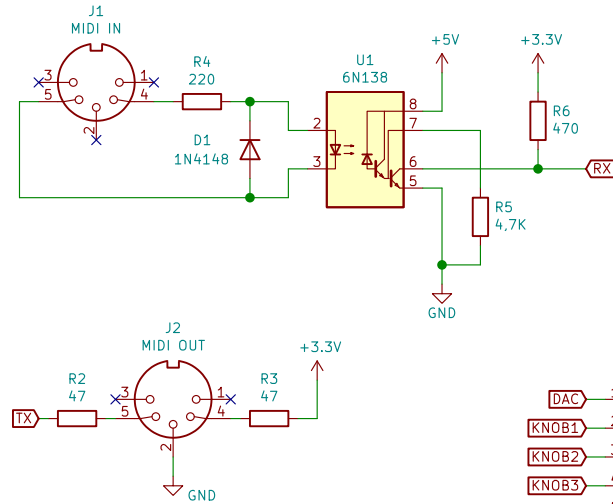 J1
MIDI IN
3
1
5
4
2
R4
220
D1
1N4148
U1
6N138
2
3
8
7
6
5
+5V
+3.3V
R6
470
RX
R5
4,7K
GND
J2
MIDI OUT
+3.3V
R2
47
R3
47
3
1
5
4
2
TX
GND
DAC
KNOB1
2
KNOB2
KNOB3